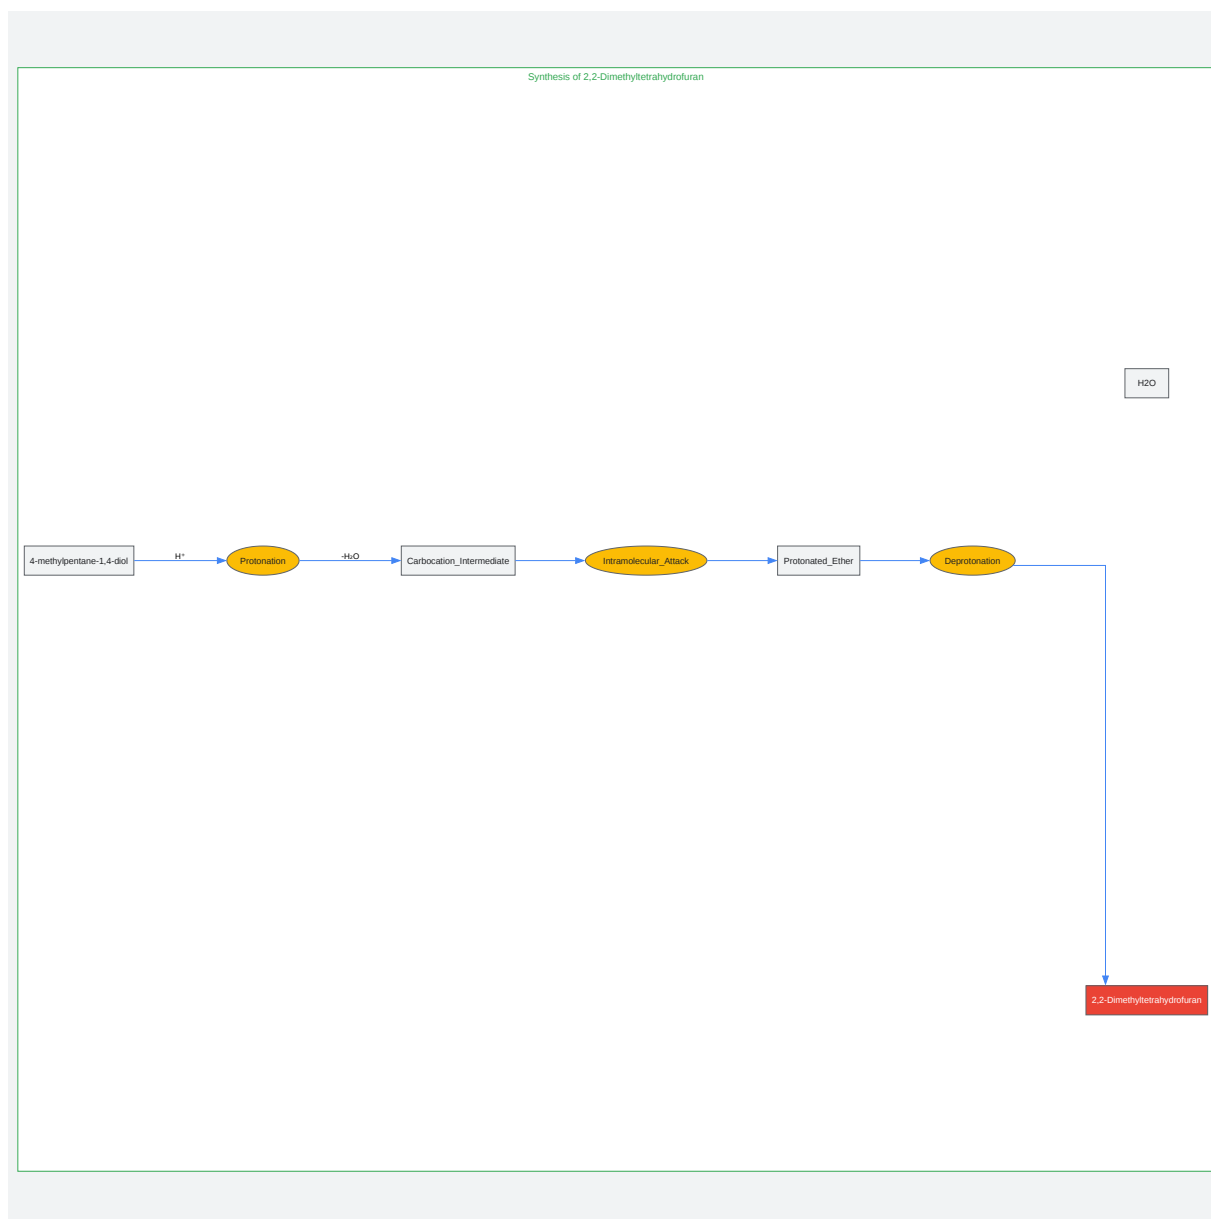 Synthesis of 2,2-Dimethyltetrahydrofuran
H2O
4-methylpentane-1,4-diol
H⁺
Protonation
-H₂O
Carbocation_Intermediate
Intramolecular_Attack
Protonated_Ether
Deprotonation
2,2-Dimethyltetrahydrofuran